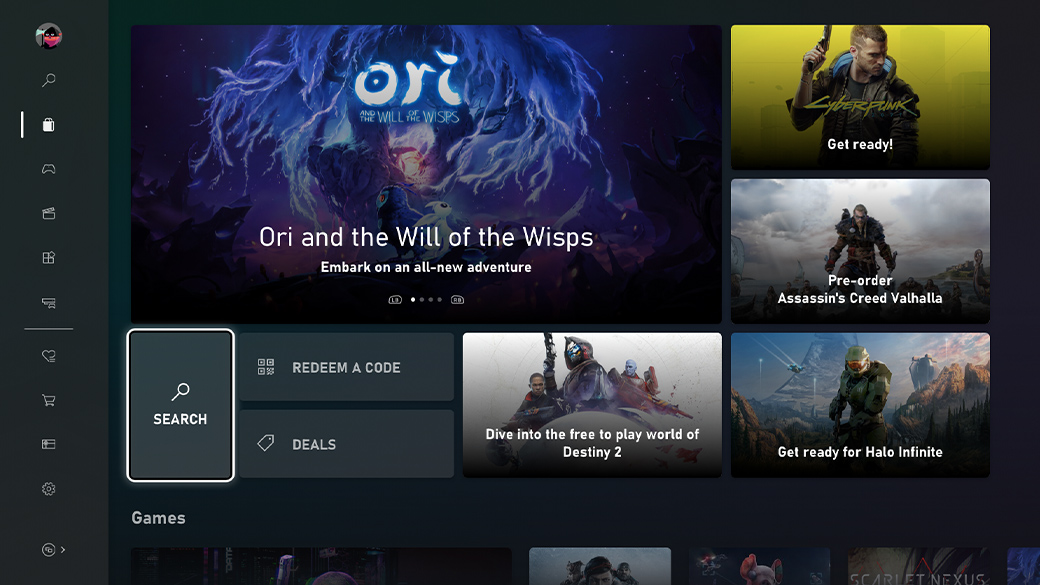 ori
AND THE WILL OF THE WISPS
Ori and the Will of the Wisps
Embark on an all-new adventure
LB
RB
CYBERPUNK
Get ready!
Pre-order
Assassin's Creed Valhalla
SEARCH
REDEEM A CODE
DEALS
Dive into the free to play world of
Destiny 2
Get ready for Halo Infinite
Games
SCARLET NEXUS